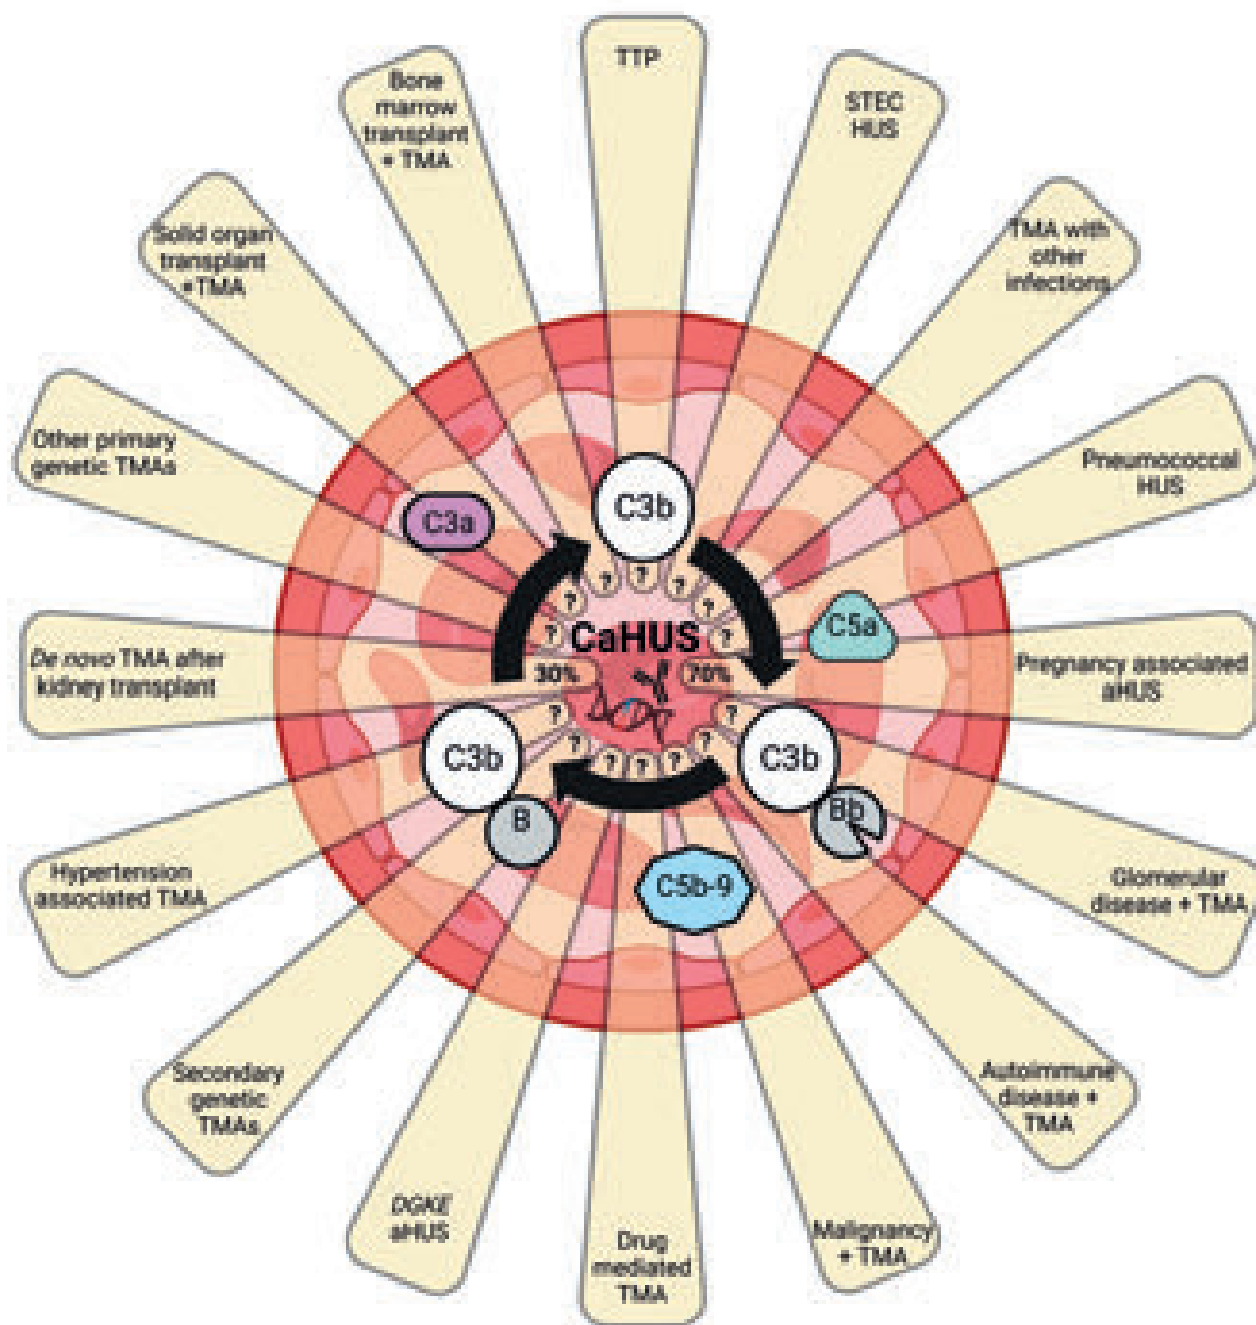 TTP
STEC
HUS
TMA with
other
infections
Pneumococcal
HUS
Pregnancy associated
aHUS
Glomerular
disease + TMA
Autoimmune
disease +
TMA
Malignancy
+ TMA
Drug
mediated
TMA
DGKE
aHUS
Secondary
genetic
TMAs
Hypertension
associated TMA
De novo TMA after
kidney transplant
Other primary
genetic TMAs
Solid organ
transplant
+TMA
Bone
marrow
transplant
+ TMA
C3b
C3a
C5a
? ? ? ? ? ? ? ?
CaHUS
30%
70%
? ? ? ? ? ? ?
C3b
B
C3b
Bb
C5b-9